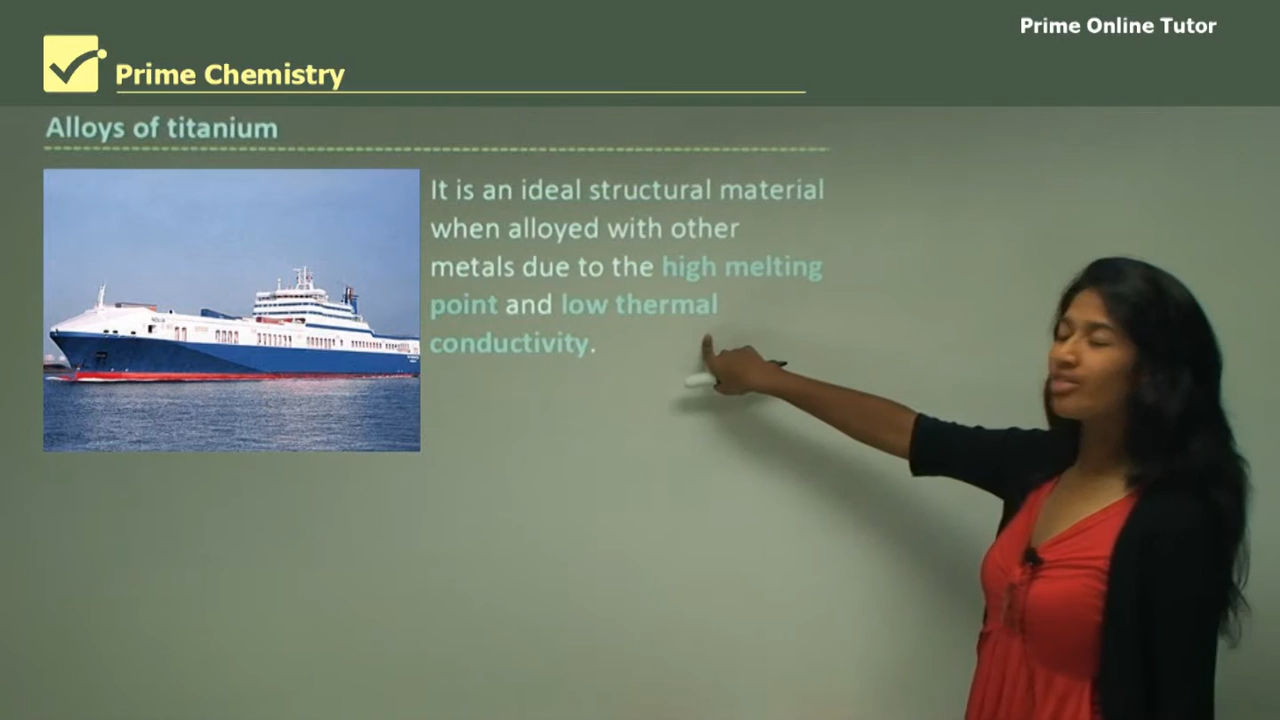 Prime Online Tutor
Prime Chemistry
Alloys of titanium
It is an ideal structural material
when alloyed with other
metals due to the high melting
point and low thermal
conductivity.